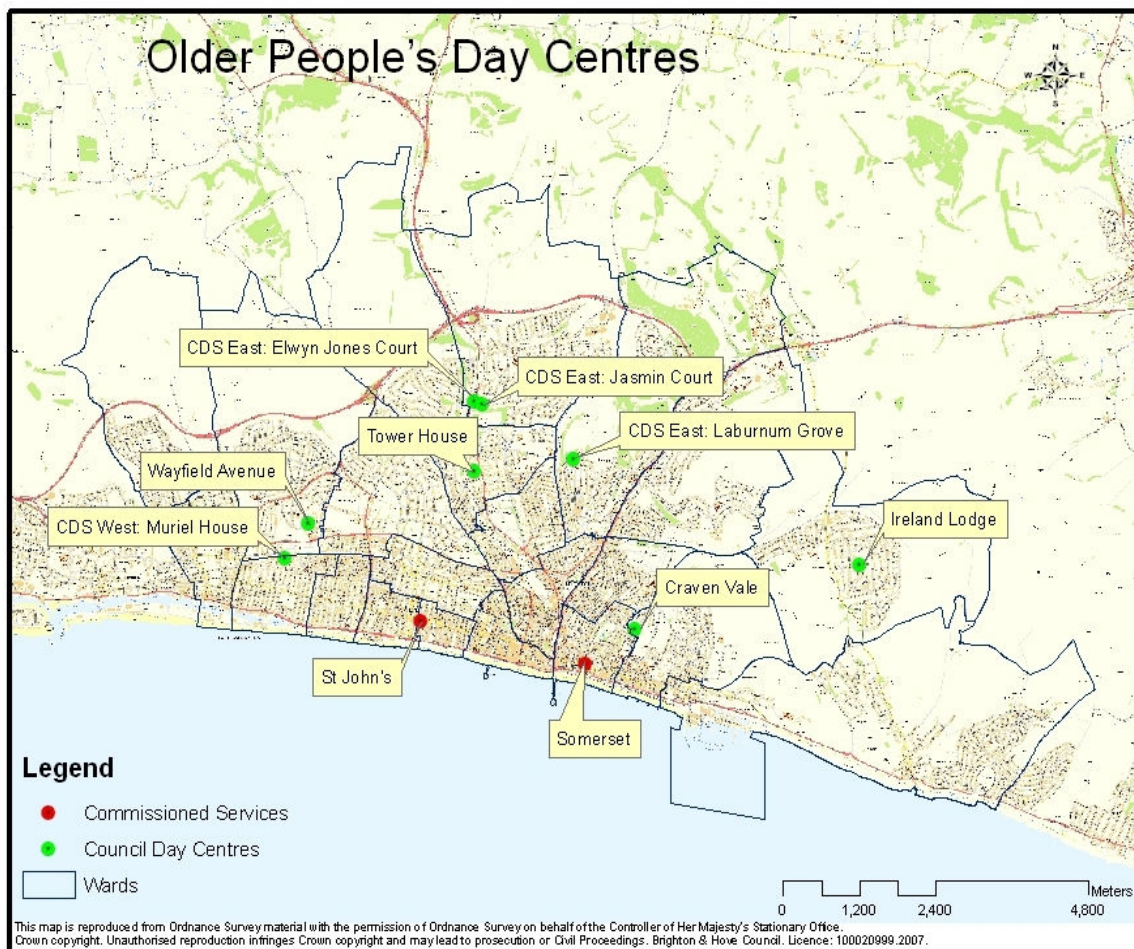 Older People's Day Centres
N
W E
S
CDS East: Elwyn Jones Court
CDS East: Jasmin Court
Tower House
CDS East: Laburnum Grove
Wayfield Avenue
CDS West: Muriel House
Ireland Lodge
Craven Vale
St John's
Somerset
Legend
Commissioned Services
Council Day Centres
Wards
Meters
0 1,200 2,400 4,800
This map is reproduced from Ordnance Survey material with the permission of Ordnance Survey on behalf of the Controller of Her Majesty's Stationary Office.
Crown copyright. Unauthorised reproduction infringes Crown copyright and may lead to prosecution or Civil Proceedings. Brighton & Hove Council. Licence: 100020999.2007.